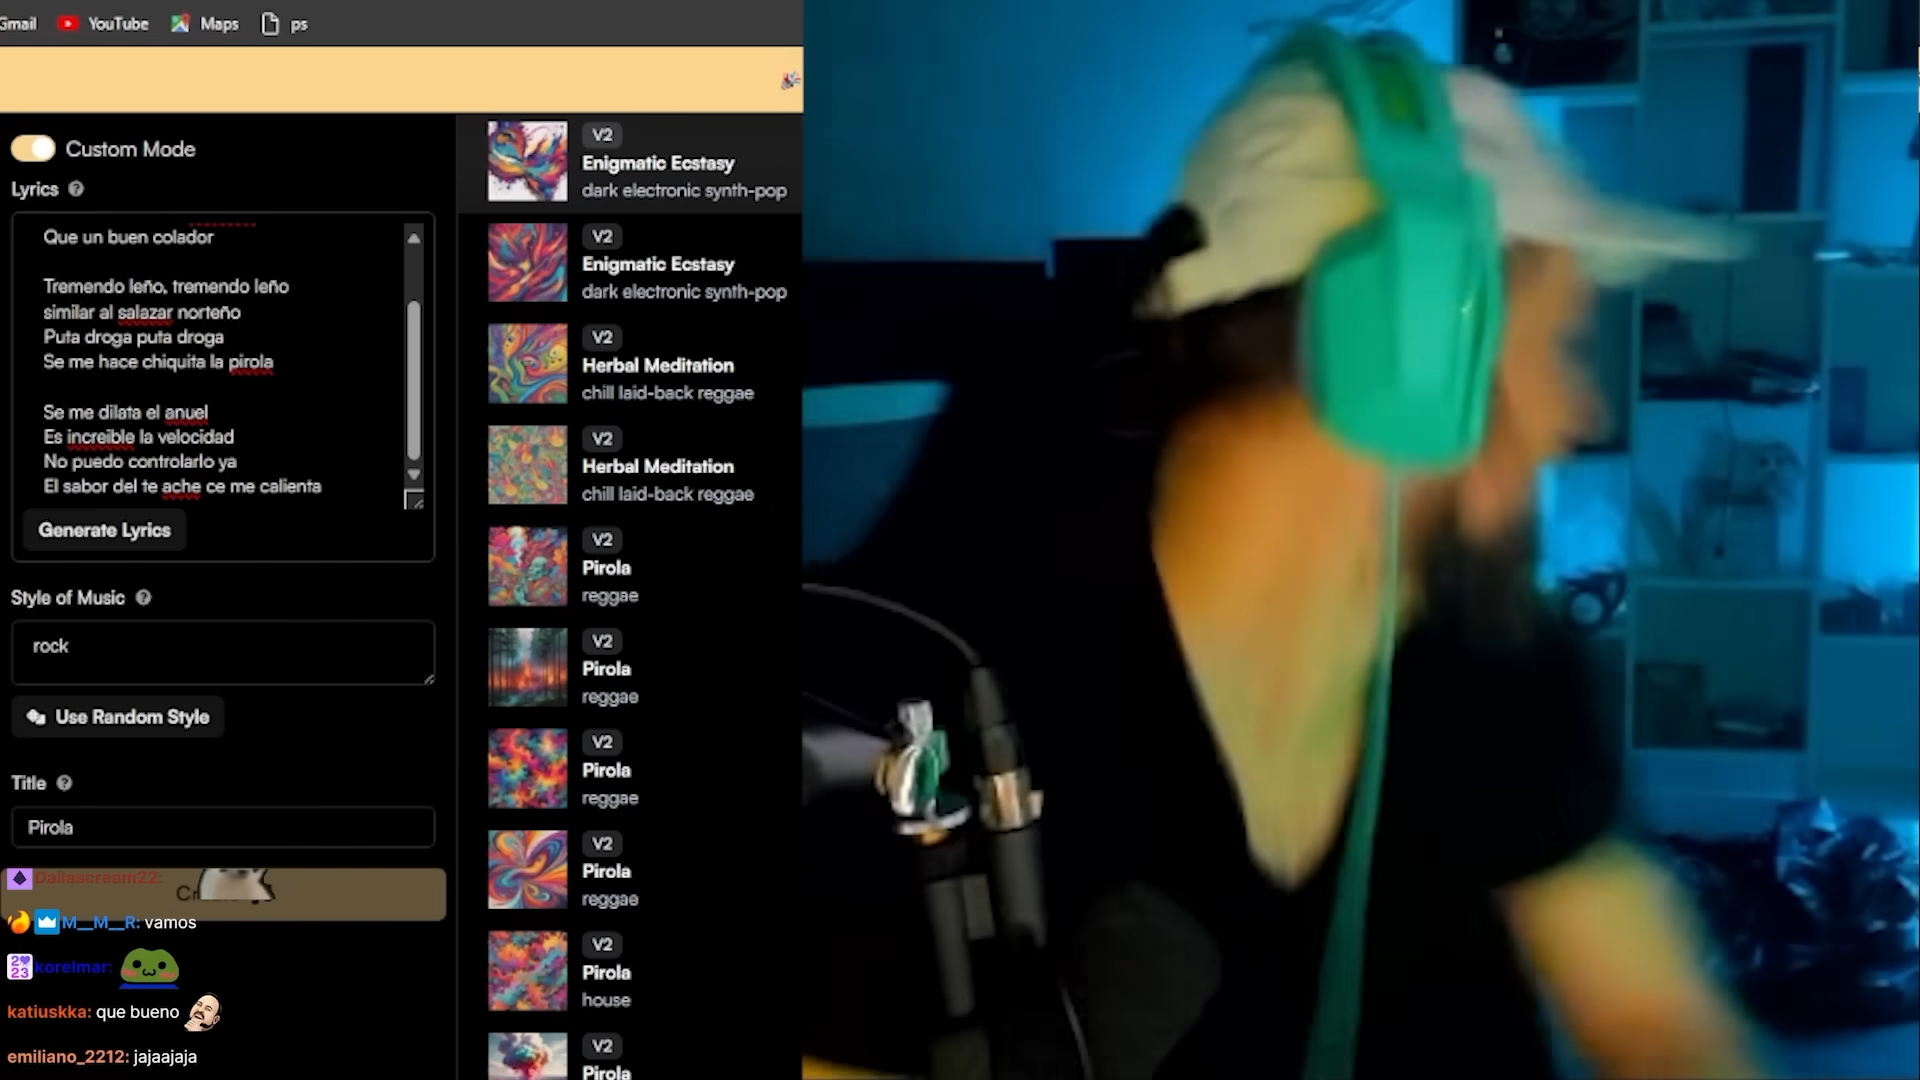 Gmail
YouTube
Maps
ps
Custom Mode
Lyrics
Que un buen colador
Tremendo leño, tremendo leño
similar al salazar norteño
Puta droga puta droga
Se me hace chiquita la pirola
Se me dilata el anuel
Es increible la velocidad
No puedo controlarlo ya
El sabor del te ache ce me calienta
Generate Lyrics
Style of Music
rock
Use Random Style
Title
Pirola
Dallascream22:
M__M__R: vamos
korelmar:
katiuskka: que bueno
emiliano_2212: jajaajaja
V2
Enigmatic Ecstasy
dark electronic synth-pop
V2
Enigmatic Ecstasy
dark electronic synth-pop
V2
Herbal Meditation
chill laid-back reggae
V2
Herbal Meditation
chill laid-back reggae
V2
Pirola
reggae
V2
Pirola
reggae
V2
Pirola
reggae
V2
Pirola
reggae
V2
Pirola
house
V2
Pirola